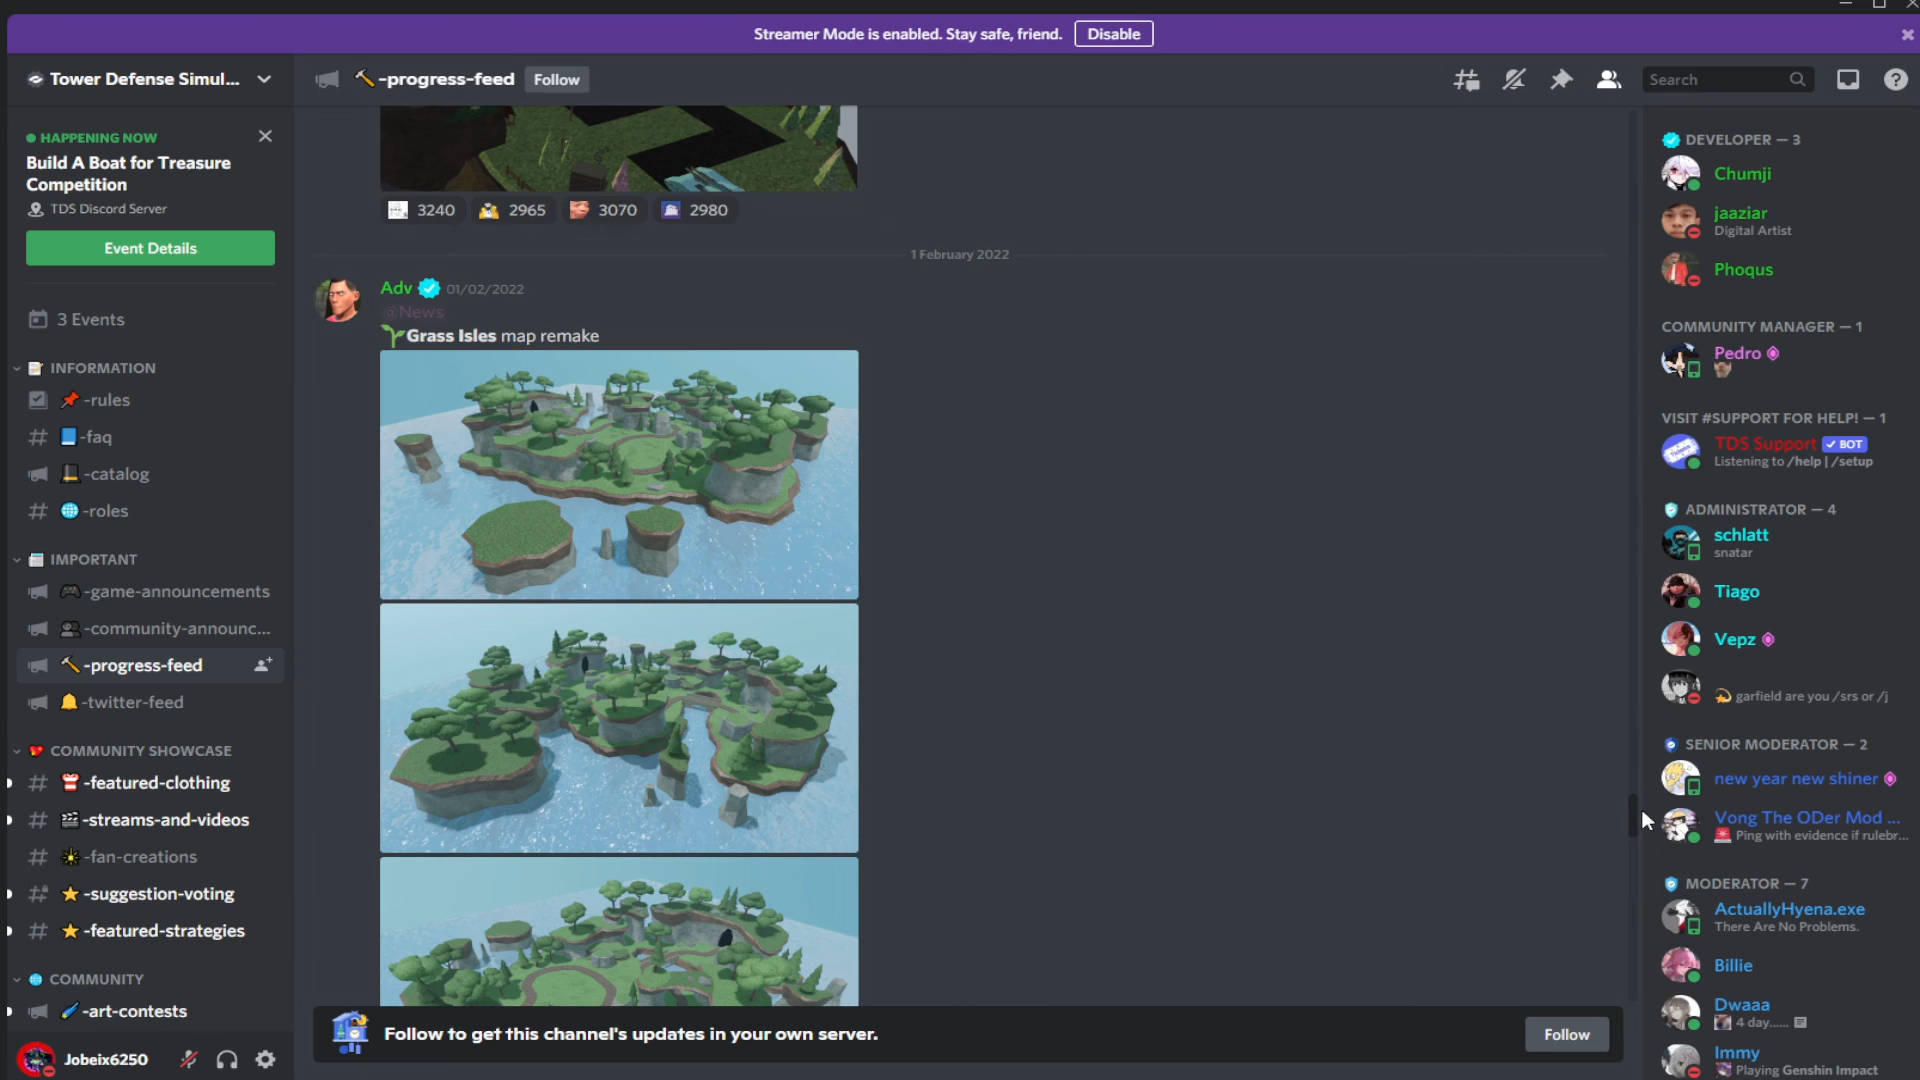 Streamer Mode is enabled. Stay safe, friend.
Disable
Tower Defense Simul...
-progress-feed
Follow
Search
HAPPENING NOW
Build A Boat for Treasure
Competition
TDS Discord Server
Event Details
3 Events
INFORMATION
-rules
-faq
-catalog
-roles
IMPORTANT
-game-announcements
-community-announc...
-progress-feed
-twitter-feed
COMMUNITY SHOWCASE
-featured-clothing
-streams-and-videos
-fan-creations
-suggestion-voting
-featured-strategies
COMMUNITY
-art-contests
Jobeix6250
3240 2965 3070 2980
1 February 2022
Adv 01/02/2022
@News
Grass Isles map remake
Follow to get this channel's updates in your own server.
Follow
DEVELOPER — 3
Chumji
jaaziar
Digital Artist
Phoqus
COMMUNITY MANAGER — 1
Pedro
VISIT #SUPPORT FOR HELP! — 1
TDS Support BOT
Listening to /help | /setup
ADMINISTRATOR — 4
schlatt
snatar
Tiago
Vepz
garfield are you /srs or /j
SENIOR MODERATOR — 2
new year new shiner
Vong The ODer Mod ...
Ping with evidence if rulebr...
MODERATOR — 7
ActuallyHyena.exe
There Are No Problems.
Billie
Dwaaa
4 day......
Immy
Playing Genshin Impact